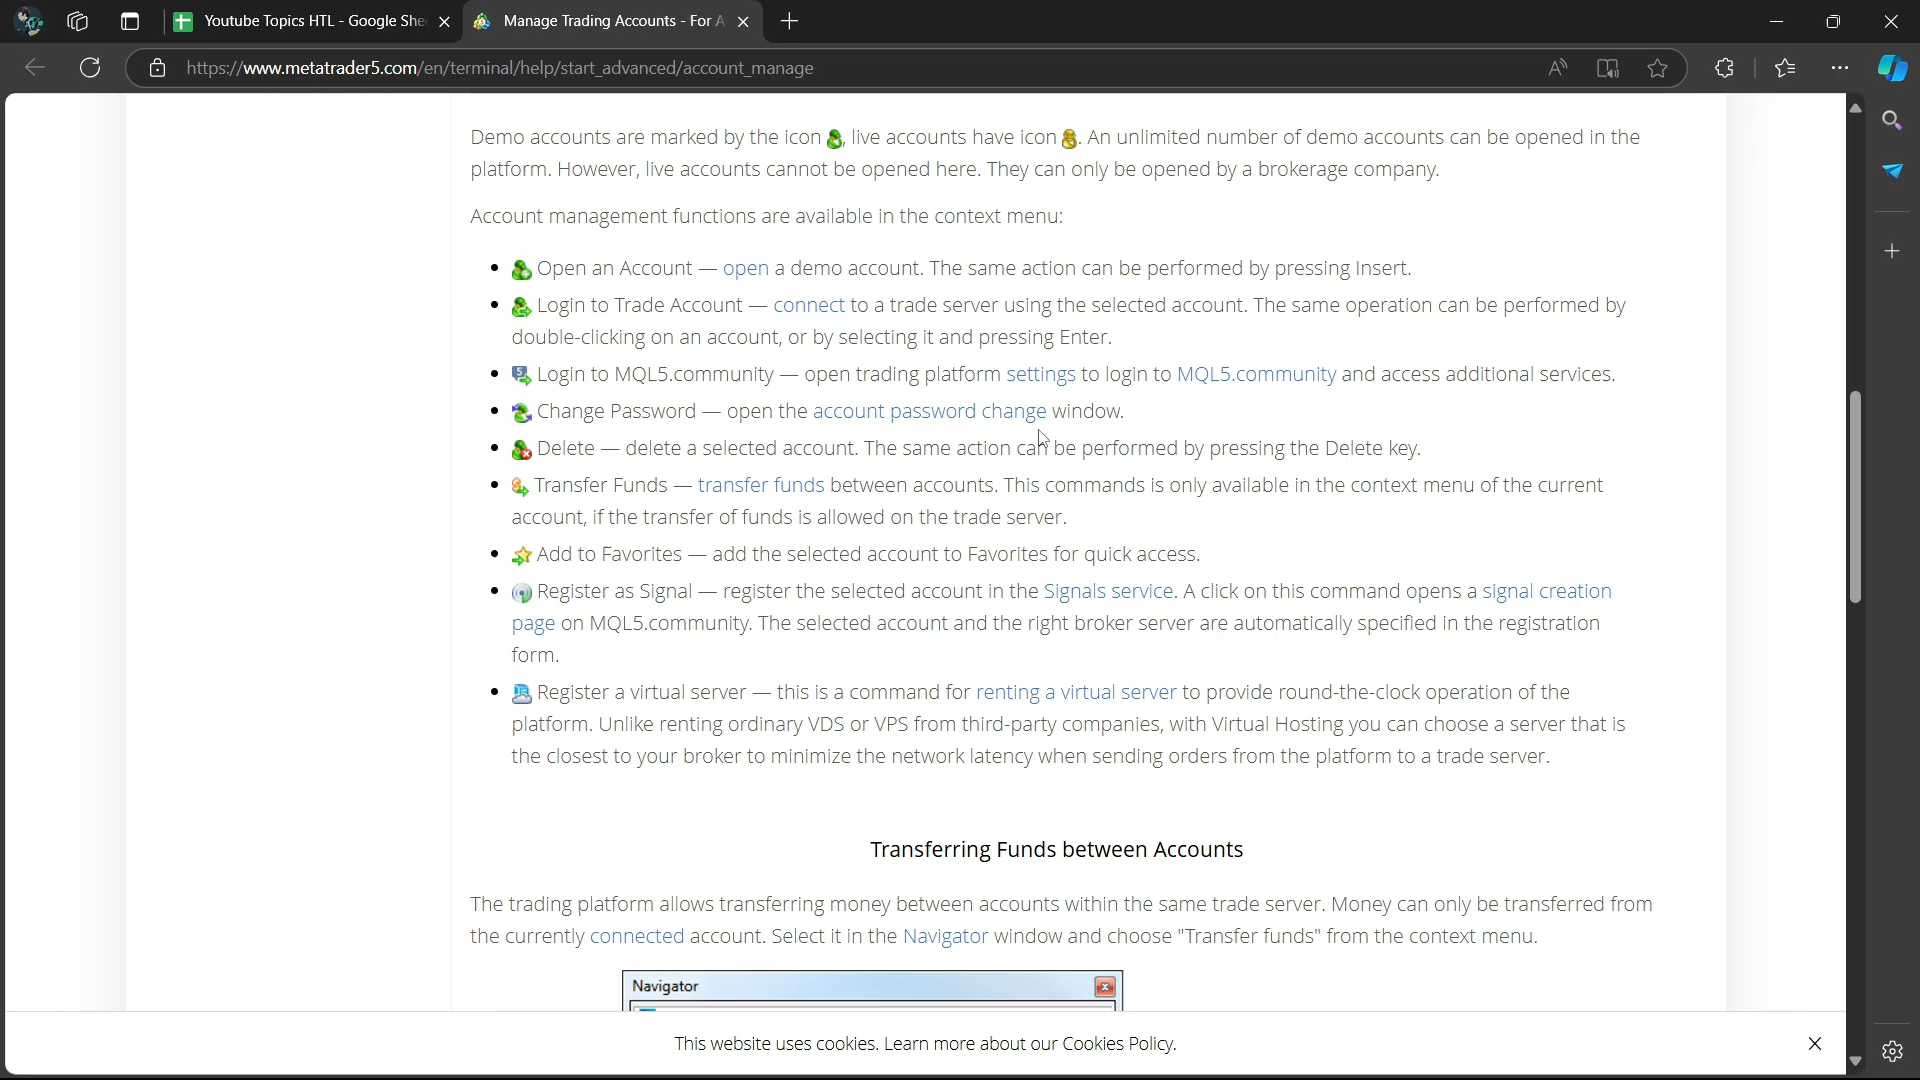 Youtube Topics HTL - Google She
Manage Trading Accounts - For A
https://www.metatrader5.com/en/terminal/help/start_advanced/account_manage
Demo accounts are marked by the icon , live accounts have icon . An unlimited number of demo accounts can be opened in the
platform. However, live accounts cannot be opened here. They can only be opened by a brokerage company.
Account management functions are available in the context menu:
• Open an Account — open a demo account. The same action can be performed by pressing Insert.
• Login to Trade Account — connect to a trade server using the selected account. The same operation can be performed by
double-clicking on an account, or by selecting it and pressing Enter.
• Login to MQL5.community — open trading platform settings to login to MQL5.community and access additional services.
• Change Password — open the account password change window.
• Delete — delete a selected account. The same action can be performed by pressing the Delete key.
• Transfer Funds — transfer funds between accounts. This commands is only available in the context menu of the current
account, if the transfer of funds is allowed on the trade server.
• Add to Favorites — add the selected account to Favorites for quick access.
• Register as Signal — register the selected account in the Signals service. A click on this command opens a signal creation
page on MQL5.community. The selected account and the right broker server are automatically specified in the registration
form.
• Register a virtual server — this is a command for renting a virtual server to provide round-the-clock operation of the
platform. Unlike renting ordinary VDS or VPS from third-party companies, with Virtual Hosting you can choose a server that is
the closest to your broker to minimize the network latency when sending orders from the platform to a trade server.
Transferring Funds between Accounts
The trading platform allows transferring money between accounts within the same trade server. Money can only be transferred from
the currently connected account. Select it in the Navigator window and choose "Transfer funds" from the context menu.
Navigator
This website uses cookies. Learn more about our Cookies Policy.